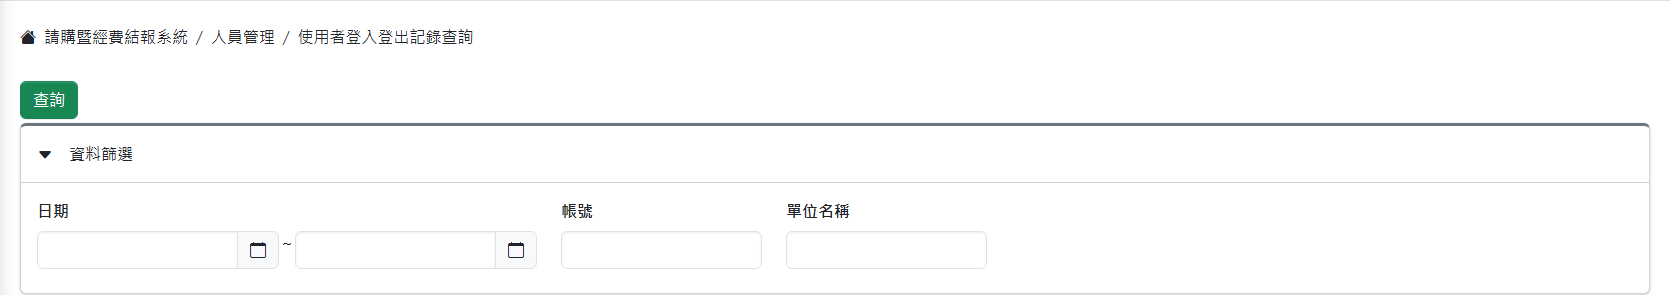 請購暨經費結報系統 / 人員管理 / 使用者登入登出記錄查詢
查詢
資料篩選
日期 帳號 單位名稱
~